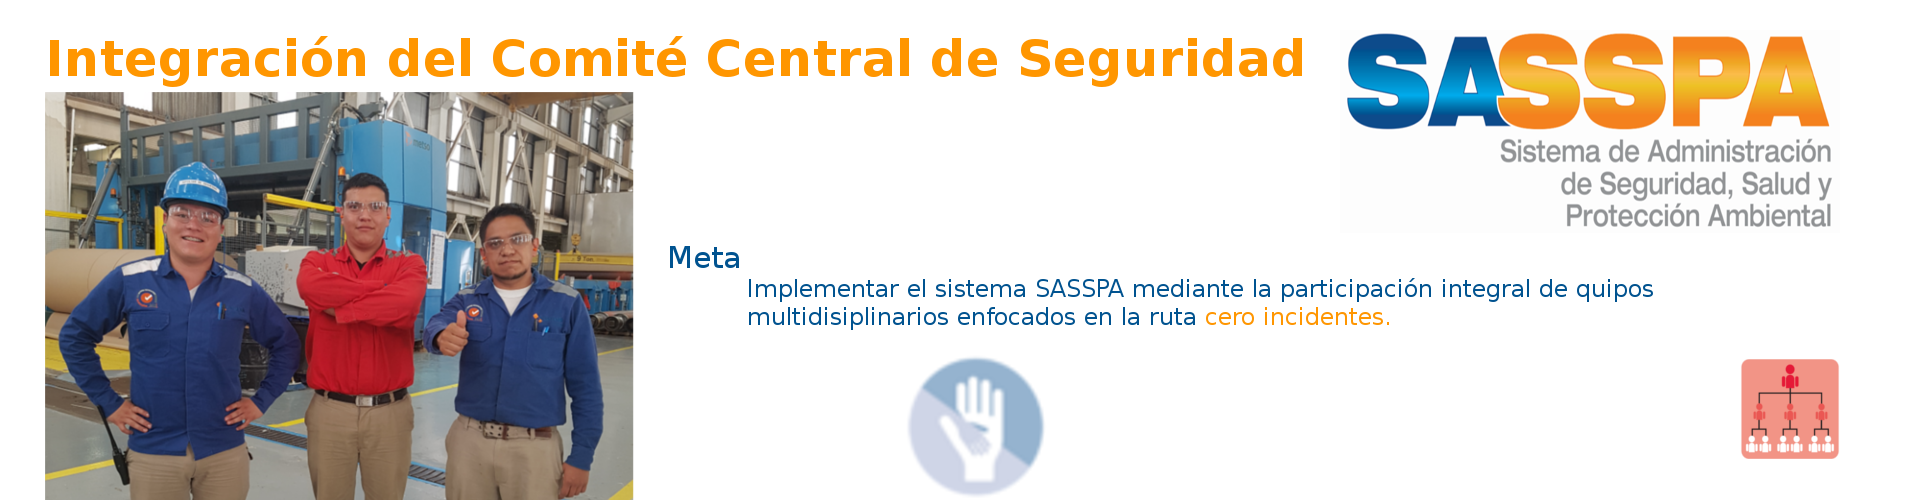 Integración del Comité Central de Seguridad
SASSPA
Sistema de Administración
de Seguridad, Salud y
Protección Ambiental
Meta
Implementar el sistema SASSPA mediante la participación integral de quipos
multidisiplinarios enfocados en la ruta cero incidentes.